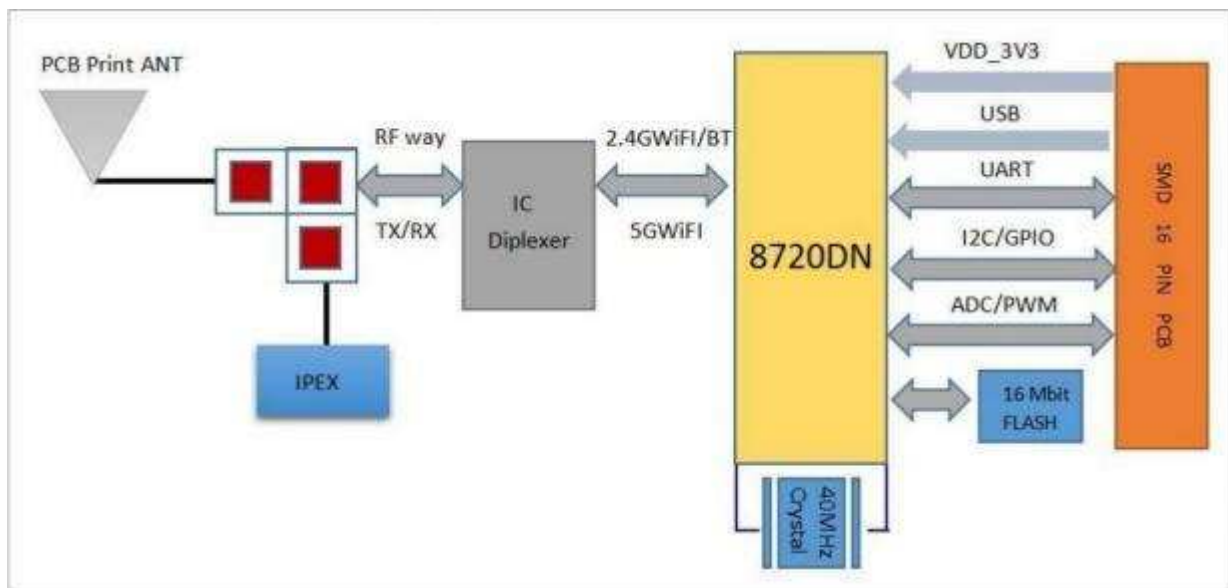 PCB Print ANT
RF way
TX/RX
IPEX
IC
Diplexer
2.4GWiFI/BT
5GWiFI
8720DN
40MHz
Crystal
VDD_3V3
USB
UART
I2C/GPIO
ADC/PWM
16 Mbit
FLASH
SMD 16 PIN PCB